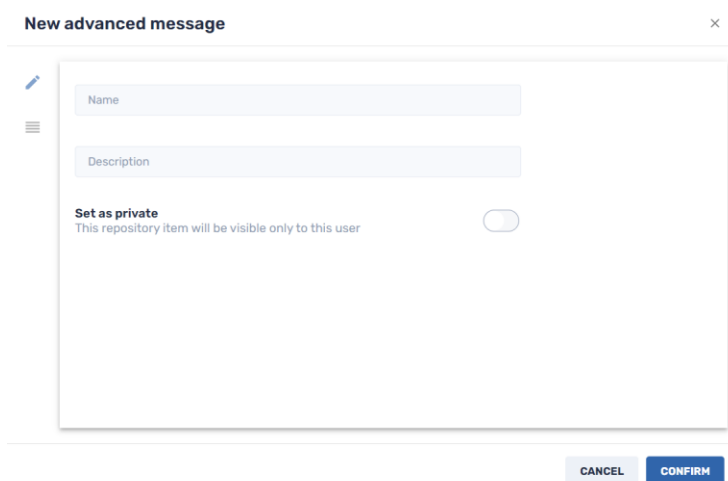 New advanced message
Name
Description
Set as private
This repository item will be visible only to this user
CANCEL
CONFIRM